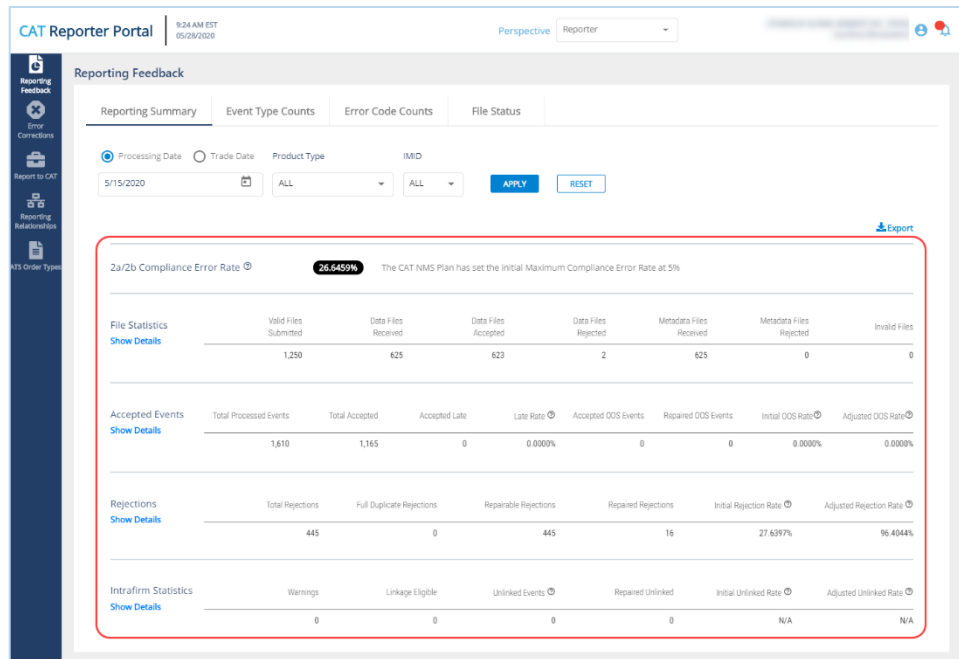 CAT Reporter Portal
9:24 AM EST
05/28/2020
Perspective
Reporter
Reporting Feedback
Error Corrections
Report to CAT
Reporting Relationships
ATS Order Types
Reporting Feedback
Reporting Summary Event Type Counts Error Code Counts File Status
Processing Date Trade Date Product Type IMID
5/15/2020 ALL ALL APPLY RESET
Export
2a/2b Compliance Error Rate 26.6459% The CAT NMS Plan has set the Initial Maximum Compliance Error Rate at 5%
File Statistics Valid Files Submitted Data Files Received Data Files Accepted Data Files Rejected Metadata Files Received Metadata Files Rejected Invalid Files
Show Details
1,250 625 623 2 625 0 0
Accepted Events Total Processed Events Total Accepted Accepted Late Late Rate Accepted OOS Events Repaired OOS Events Initial OOS Rate Adjusted OOS Rate
Show Details
1,610 1,165 0 0.0000% 0 0 0.0000% 0.0000%
Rejections Total Rejections Full Duplicate Rejections Repairable Rejections Repaired Rejections Initial Rejection Rate Adjusted Rejection Rate
Show Details
445 0 445 16 27.6397% 96.4044%
Intrafirm Statistics Warnings Linkage Eligible Unlinked Events Repaired Unlinked Initial Unlinked Rate Adjusted Unlinked Rate
Show Details
0 0 0 0 N/A N/A